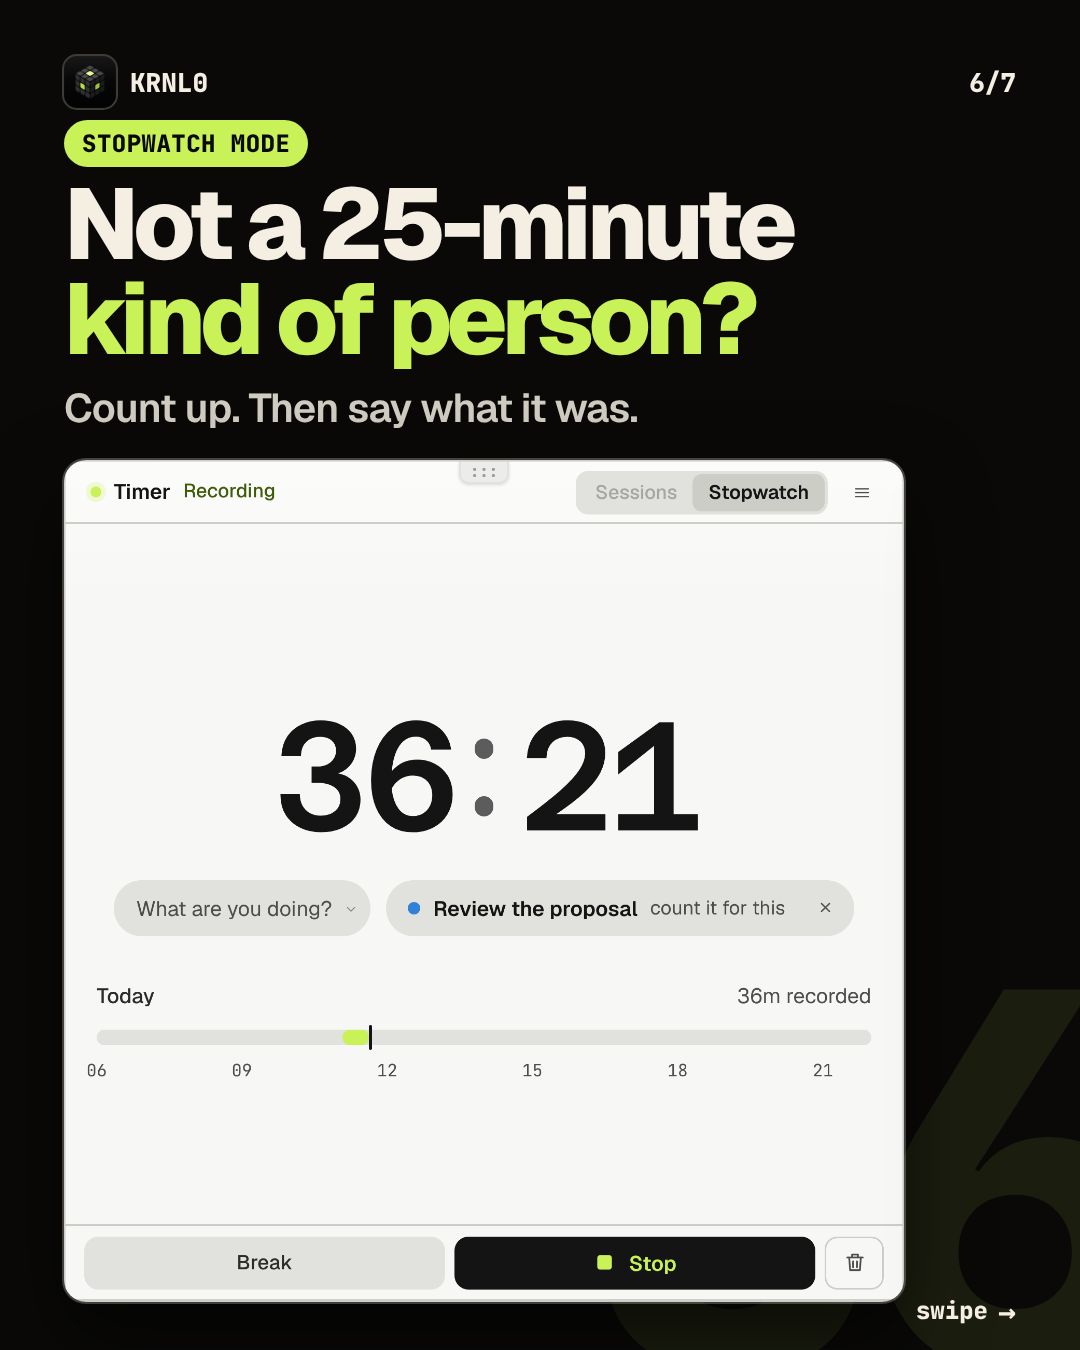 KRNL0
6/7
STOPWATCH MODE
Not a 25-minute
kind of person?
Count up. Then say what it was.
Timer Recording
Sessions Stopwatch
36:21
What are you doing?
Review the proposal count it for this ×
Today
36m recorded
06 09 12 15 18 21
Break
Stop
6
swipe →